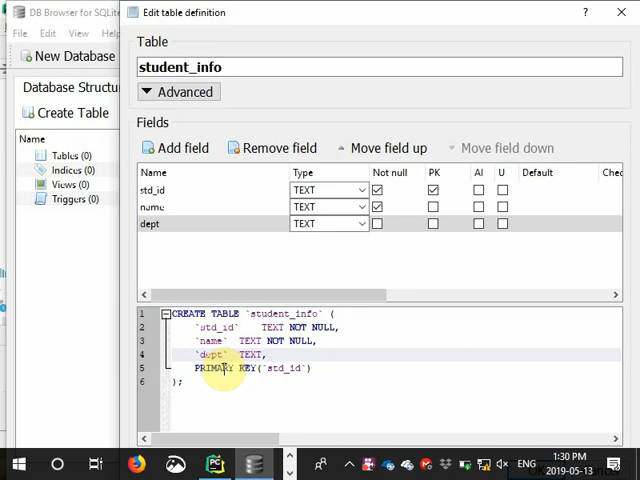 DB Browser for SQLite
File Edit View Help
New Database
Database Structu
Create Table
Name
Tables (0)
Indices (0)
Views (0)
Triggers (0)
Edit table definition
?
Table
student_info
Advanced
Fields
Add field Remove field Move field up Move field down
Name Type Not null PK AI U Default Chec
std_id TEXT
name TEXT
dept TEXT
1 CREATE TABLE `student_info` (
2 `std_id` TEXT NOT NULL,
3 `name` TEXT NOT NULL,
4 `dept` TEXT,
5 PRIMARY KEY(`std_id`)
6 );
PC
ENG
1:30 PM
2019-05-13